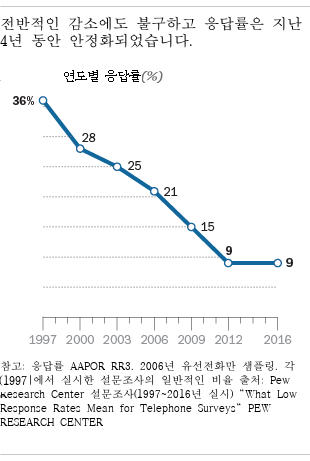 전반적인 감소에도 불구하고 응답률은 지난
4년 동안 안정화되었습니다.
연도별 응답률(%)
36%
28
25
21
15
9
9
1997 2000 2003 2006 2009 2012 2016
참고: 응답률 AAPOR RR3. 2006년 유선전화만 샘플링. 각
(1997)에서 실시한 설문조사의 일반적인 비율 출처: Pew
Research Center 설문조사(1997~2016년 실시) "What Low
Response Rates Mean for Telephone Surveys" PEW
RESEARCH CENTER